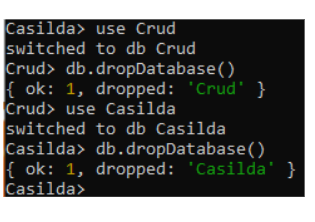 Casilda> use Crud
switched to db Crud
Crud> db.dropDatabase()
{ ok: 1, dropped: 'Crud' }
Crud> use Casilda
switched to db Casilda
Casilda> db.dropDatabase()
{ ok: 1, dropped: 'Casilda' }
Casilda>